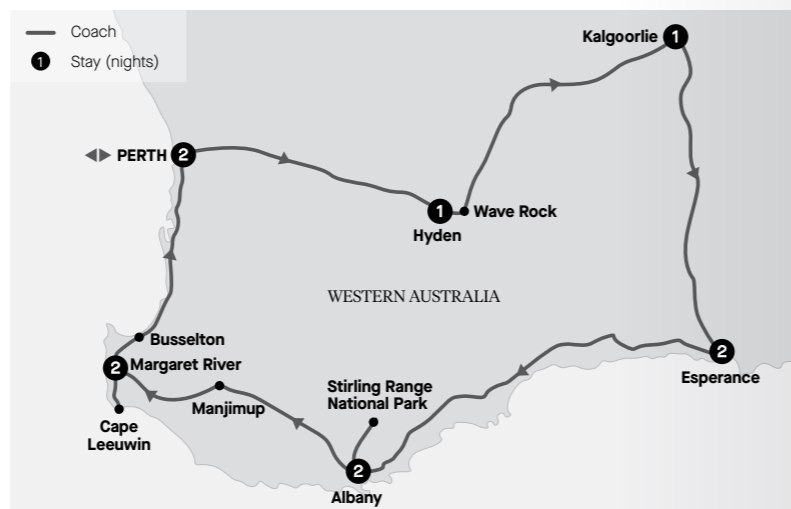 Coach
1 Stay (nights)
Kalgoorlie 1
PERTH 2
1 Wave Rock
Hyden
WESTERN AUSTRALIA
Busselton
2 Margaret River
2
Esperance
Stirling Range
National Park
Manjimup
Cape
Leeuwin
2
Albany